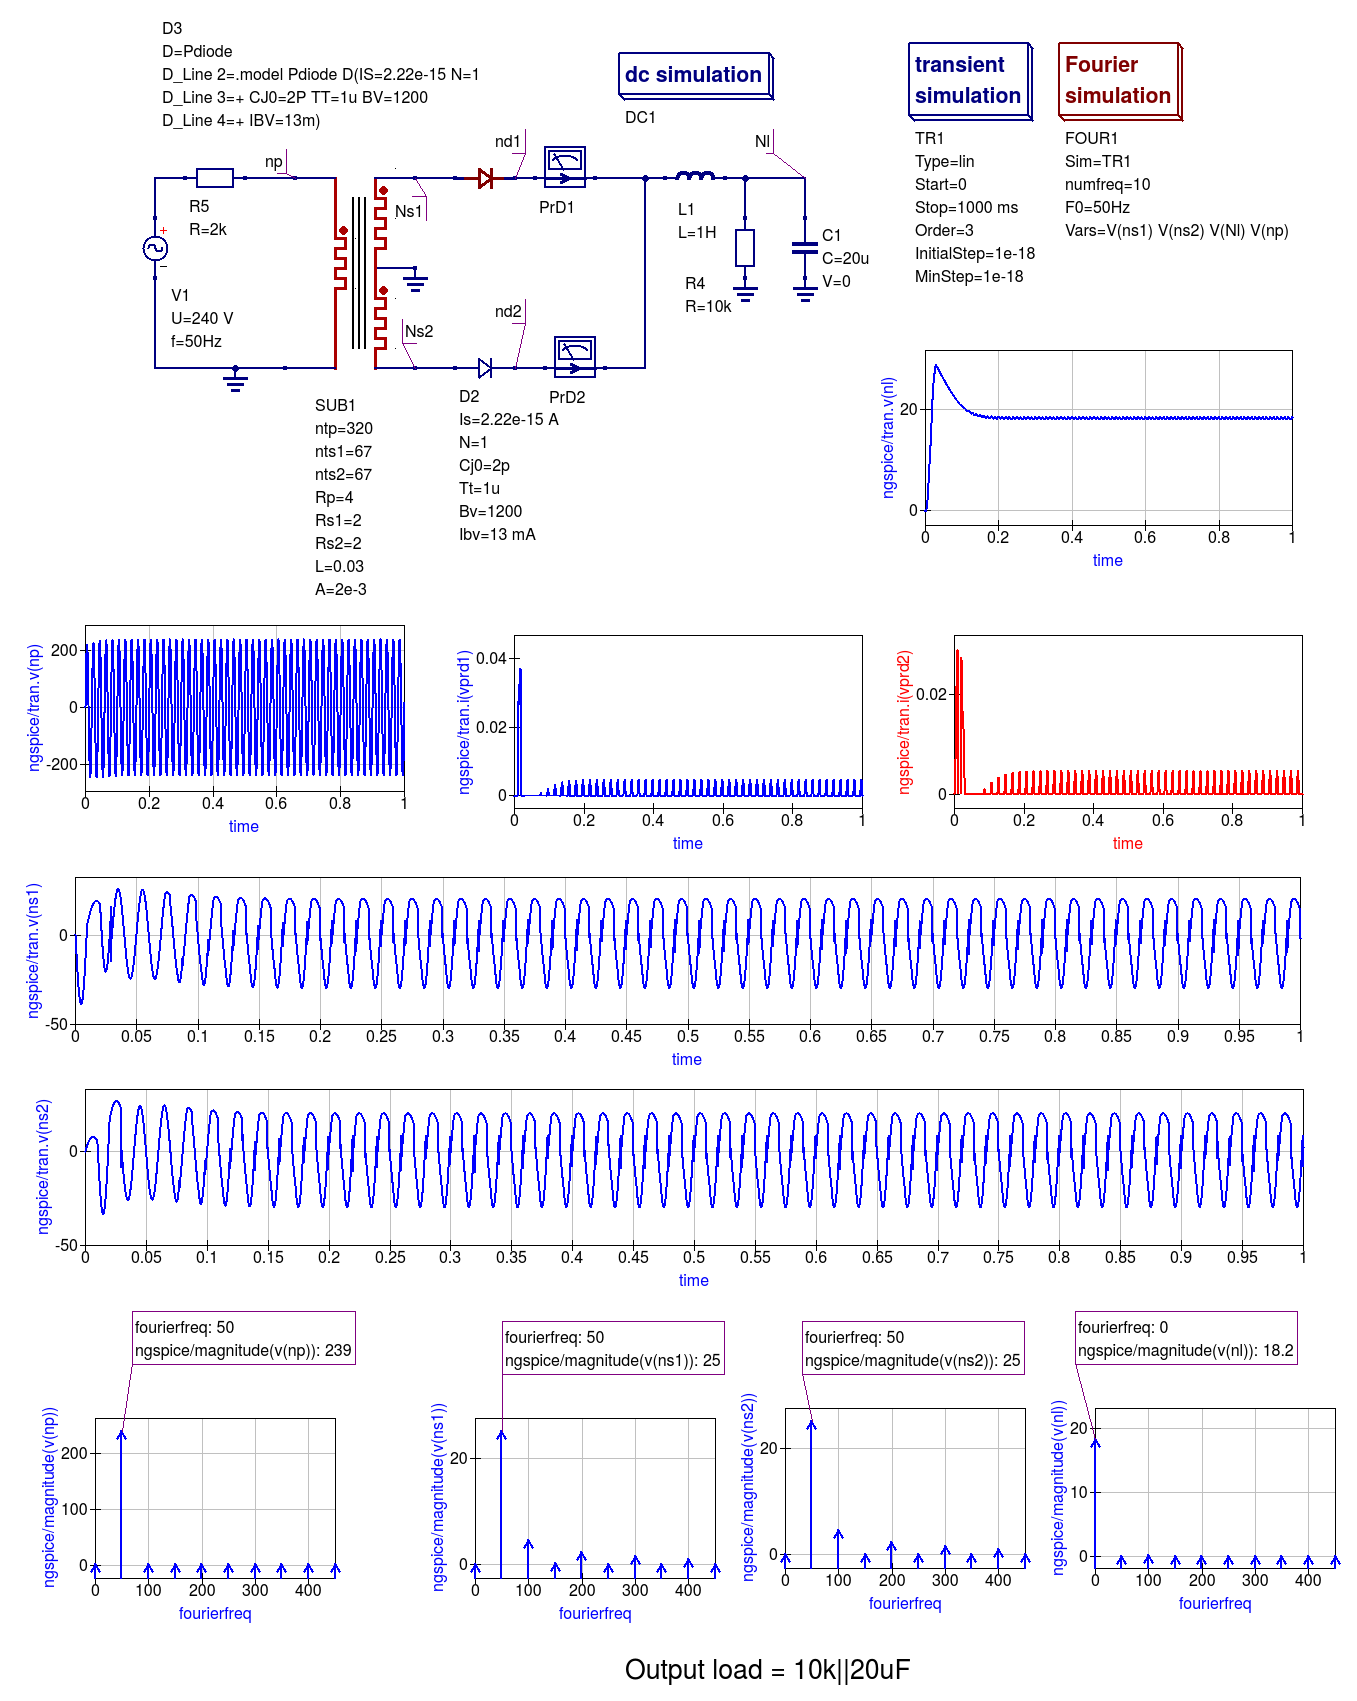 D3
D=Pdiode
D_Line 2=.model Pdiode D(IS=2.22e-15 N=1
D_Line 3=+ CJ0=2P TT=1u BV=1200
D_Line 4=+ IBV=13m)
dc simulation
DC1
transient
simulation
TR1
Type=lin
Start=0
Stop=1000 ms
Order=3
InitialStep=1e-18
MinStep=1e-18
Fourier
simulation
FOUR1
Sim=TR1
numfreq=10
F0=50Hz
Vars=V(ns1) V(ns2) V(Nl) V(np)
np
nd1
Nl
R5
R=2k
Ns1
PrD1
L1
L=1H
+
−
V1
U=240 V
f=50Hz
R4
R=10k
C1
C=20u
V=0
Ns2
nd2
PrD2
SUB1
ntp=320
nts1=67
nts2=67
Rp=4
Rs1=2
Rs2=2
L=0.03
A=2e-3
D2
Is=2.22e-15 A
N=1
Cj0=2p
Tt=1u
Bv=1200
Ibv=13 mA
ngspice/tran.v(nl)
20
0
0 0.2 0.4 0.6 0.8 1
time
ngspice/tran.v(np)
200
0
-200
0 0.2 0.4 0.6 0.8 1
time
ngspice/tran.i(vprd1)
0.04
0.02
0
0 0.2 0.4 0.6 0.8 1
time
ngspice/tran.i(vprd2)
0.02
0
0 0.2 0.4 0.6 0.8 1
time
ngspice/tran.v(ns1)
0
-50
0 0.05 0.1 0.15 0.2 0.25 0.3 0.35 0.4 0.45 0.5 0.55 0.6 0.65 0.7 0.75 0.8 0.85 0.9 0.95 1
time
ngspice/tran.v(ns2)
0
-50
0 0.05 0.1 0.15 0.2 0.25 0.3 0.35 0.4 0.45 0.5 0.55 0.6 0.65 0.7 0.75 0.8 0.85 0.9 0.95 1
time
fourierfreq: 50
ngspice/magnitude(v(np)): 239
ngspice/magnitude(v(np))
200
100
0
0 100 200 300 400
fourierfreq
fourierfreq: 50
ngspice/magnitude(v(ns1)): 25
ngspice/magnitude(v(ns1))
20
0
0 100 200 300 400
fourierfreq
fourierfreq: 50
ngspice/magnitude(v(ns2)): 25
ngspice/magnitude(v(ns2))
20
0
0 100 200 300 400
fourierfreq
fourierfreq: 0
ngspice/magnitude(v(nl)): 18.2
ngspice/magnitude(v(nl))
20
10
0
0 100 200 300 400
fourierfreq
Output load = 10k||20uF